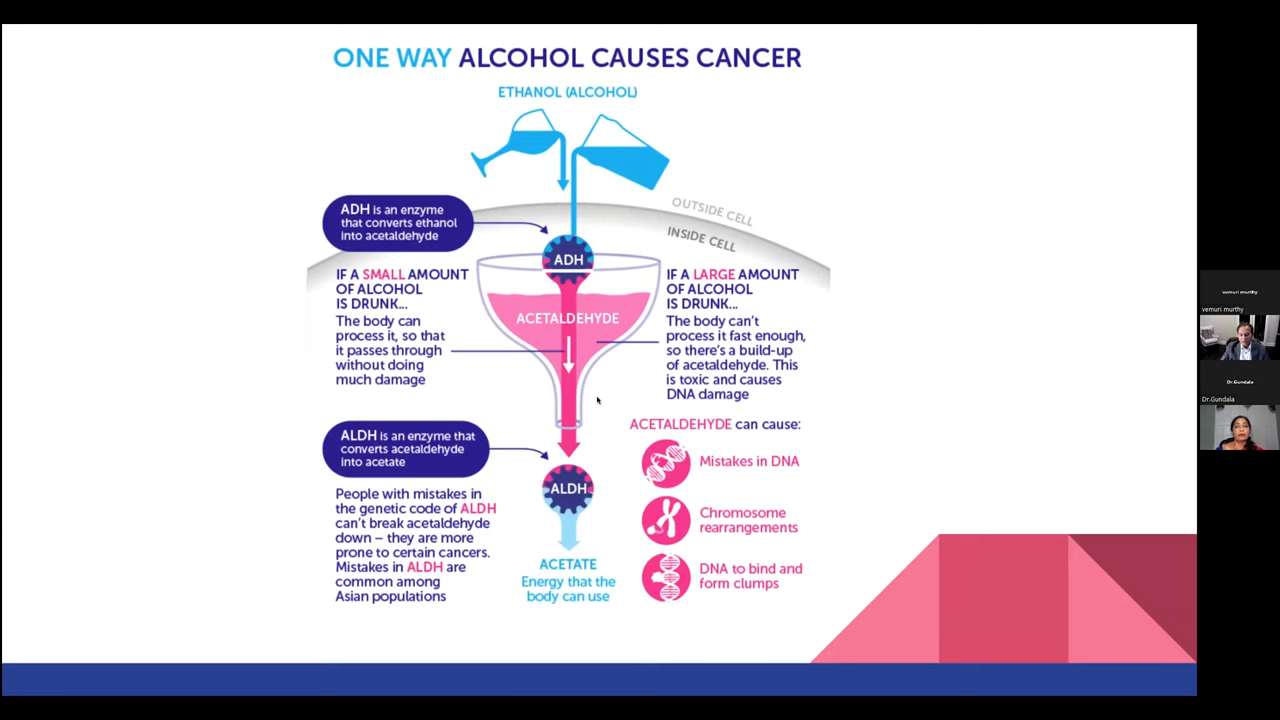 ONE WAY ALCOHOL CAUSES CANCER
ETHANOL (ALCOHOL)
OUTSIDE CELL
INSIDE CELL
ADH is an enzyme
that converts ethanol
into acetaldehyde
ADH
IF A SMALL AMOUNT
OF ALCOHOL
IS DRUNK...
The body can
process it, so that
it passes through
without doing
much damage
ACETALDEHYDE
IF A LARGE AMOUNT
OF ALCOHOL
IS DRUNK...
The body can't
process it fast enough,
so there's a build-up
of acetaldehyde. This
is toxic and causes
DNA damage
ALDH is an enzyme that
converts acetaldehyde
into acetate
ALDH
People with mistakes in
the genetic code of ALDH
can't break acetaldehyde
down – they are more
prone to certain cancers.
Mistakes in ALDH are
common among
Asian populations
ACETATE
Energy that the
body can use
ACETALDEHYDE can cause:
Mistakes in DNA
Chromosome
rearrangements
DNA to bind and
form clumps
vemuri murthy
vemuri murthy
Dr.Gundala
Dr.Gundala